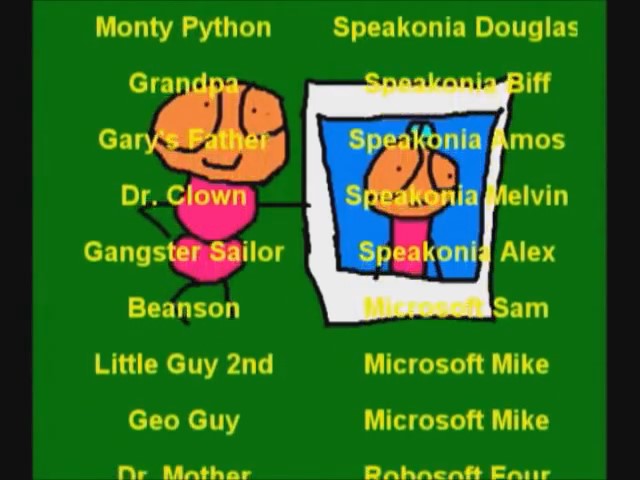 Monty Python Speakonia Douglas
Grandpa Speakonia Biff
Gary's Father Speakonia Amos
Dr. Clown Speakonia Melvin
Gangster Sailor Speakonia Alex
Beanson Microsoft Sam
Little Guy 2nd Microsoft Mike
Geo Guy Microsoft Mike
Dr. Mother Robosoft Four